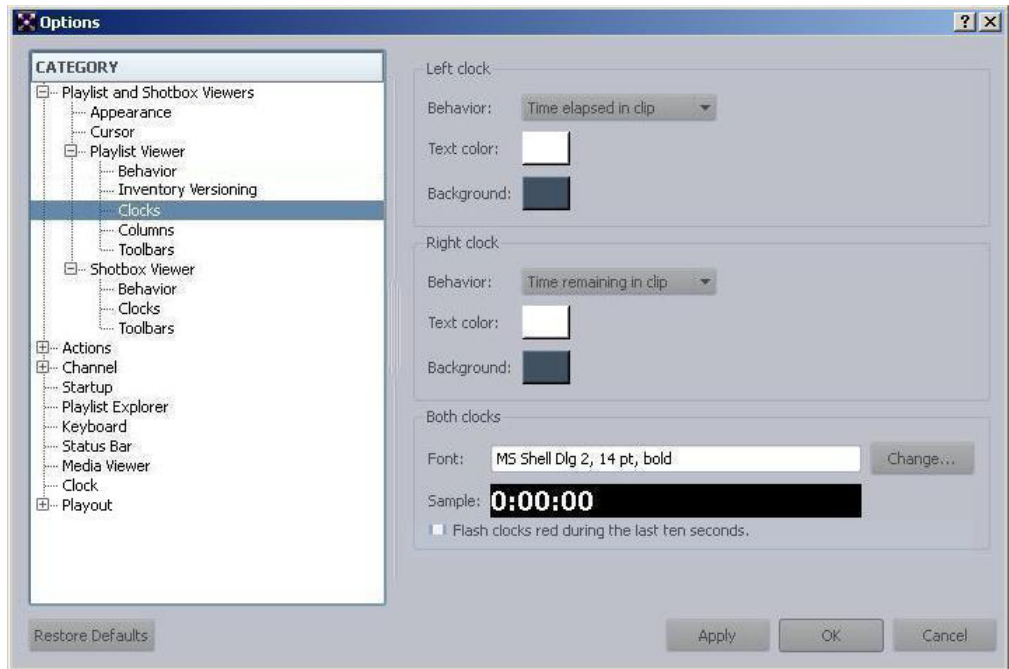 Options
CATEGORY
Playlist and Shotbox Viewers
Appearance
Cursor
Playlist Viewer
Behavior
Inventory Versioning
Clocks
Columns
Toolbars
Shotbox Viewer
Behavior
Clocks
Toolbars
Actions
Channel
Startup
Playlist Explorer
Keyboard
Status Bar
Media Viewer
Clock
Playout
Left clock
Behavior: Time elapsed in clip
Text color:
Background:
Right clock
Behavior: Time remaining in clip
Text color:
Background:
Both clocks
Font: MS Shell Dlg 2, 14 pt, bold Change...
Sample: 0:00:00
Flash clocks red during the last ten seconds.
Restore Defaults Apply OK Cancel